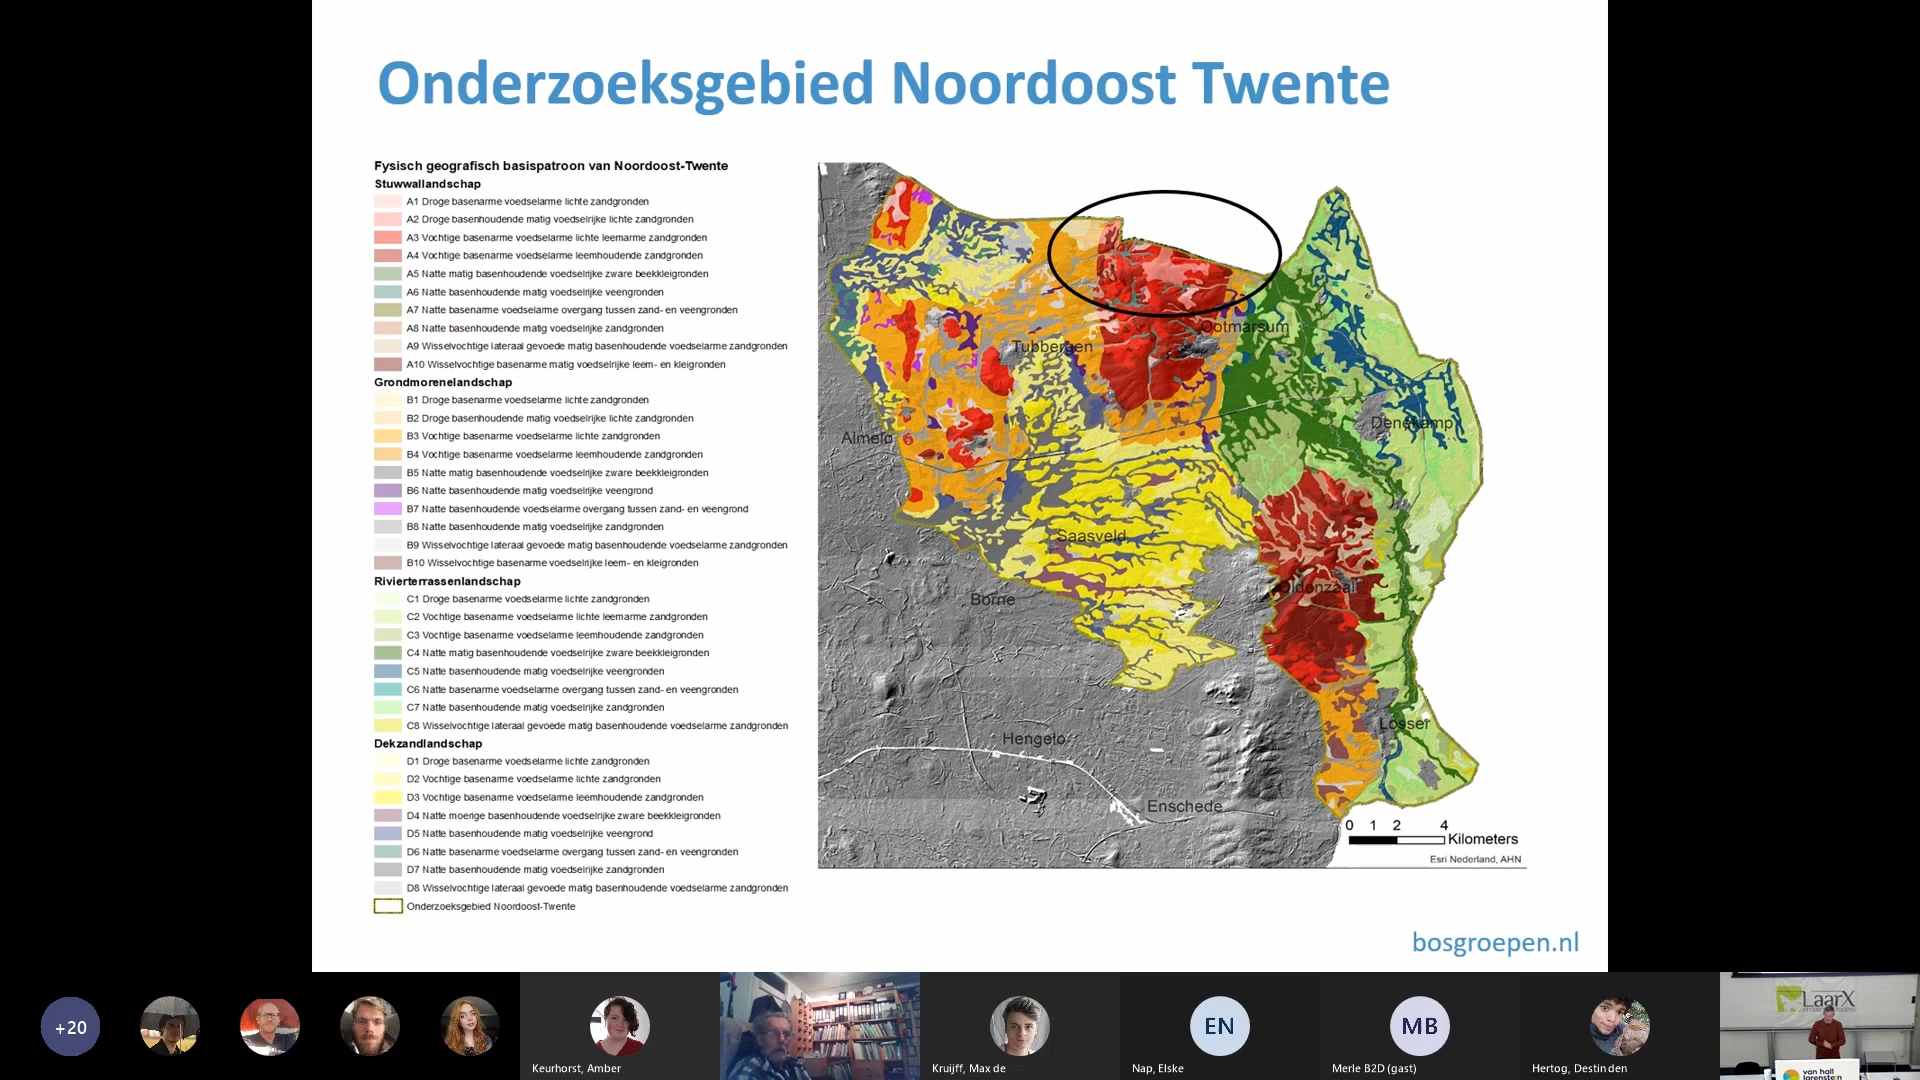 Onderzoeksgebied Noordoost Twente
Fysisch geografisch basispatroon van Noordoost-Twente
Stuwwallandschap
A1 Droge basenarme voedselarme lichte zandgronden
A2 Droge basenhoudende matig voedselrijke lichte zandgronden
A3 Vochtige basenarme voedselarme lichte leemarme zandgronden
A4 Vochtige basenarme voedselarme leemhoudende zandgronden
A5 Natte matig basenhoudende voedselrijke zware beekkleigronden
A6 Natte basenhoudende matig voedselrijke veengronden
A7 Natte basenarme voedselarme overgang tussen zand- en veengronden
A8 Natte basenhoudende matig voedselrijke zandgronden
A9 Wisselvochtige lateraal gevoede matig basenhoudende voedselarme zandgronden
A10 Wisselvochtige basenarme matig voedselrijke leem- en kleigronden
Grondmorenelandschap
B1 Droge basenarme voedselarme lichte zandgronden
B2 Droge basenhoudende matig voedselrijke lichte zandgronden
B3 Vochtige basenarme voedselarme lichte zandgronden
B4 Vochtige basenarme voedselarme leemhoudende zandgronden
B5 Natte matig basenhoudende voedselrijke zware beekkleigronden
B6 Natte basenhoudende matig voedselrijke veengrond
B7 Natte basenhoudende voedselarme overgang tussen zand- en veengrond
B8 Natte basenhoudende matig voedselrijke zandgronden
B9 Wisselvochtige lateraal gevoede matig basenhoudende voedselarme zandgronden
B10 Wisselvochtige basenarme voedselrijke leem- en kleigronden
Rivierterrassenlandschap
C1 Droge basenarme voedselarme lichte zandgronden
C2 Vochtige basenarme voedselarme lichte leemarme zandgronden
C3 Vochtige basenarme voedselarme leemhoudende zandgronden
C4 Natte matig basenarme voedselrijke zware beekkleigronden
C5 Natte basenhoudende matig voedselrijke veengronden
C6 Natte basenarme voedselarme overgang tussen zand- en veengronden
C7 Natte basenhoudende matig voedselrijke zandgronden
C8 Wisselvochtige lateraal gevoede matig basenhoudende voedselarme zandgronden
Dekzandlandschap
D1 Droge basenarme voedselarme lichte zandgronden
D2 Vochtige basenarme voedselarme lichte zandgronden
D3 Vochtige basenarme voedselarme leemhoudende zandgronden
D4 Natte moerige basenhoudende voedselrijke zware beekkleigronden
D5 Natte basenhoudende matig voedselrijke veengrond
D6 Natte basenarme voedselarme overgang tussen zand- en veengronden
D7 Natte basenhoudende matig voedselrijke zandgronden
D8 Wisselvochtige lateraal gevoede matig basenhoudende voedselarme zandgronden
Onderzoeksgebied Noordoost-Twente
Ootmarsum
Tubbergen
Denekamp
Almelo
Saasveld
Oldenzaal
Borne
Losser
Hengelo
Enschede
0 1 2 4
Kilometers
Esri Nederland, AHN
bosgroepen.nl
+20
Keurhorst, Amber
Kruijff, Max de
EN
Nap, Elske
MB
Merle B2D (gast)
Hertog, Destin den
LaarX
van hall
larenstein